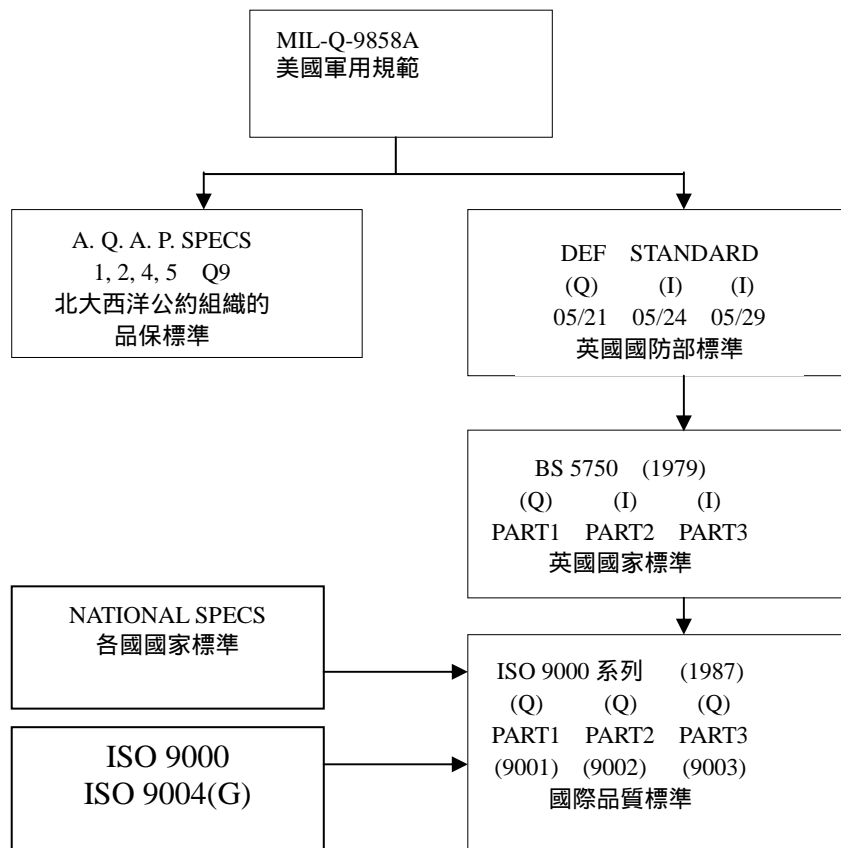 MIL-Q-9858A
美國軍用規範
A. Q. A. P. SPECS
1, 2, 4, 5 Q9
北大西洋公約組織的
品保標準
DEF STANDARD
(Q) (I) (I)
05/21 05/24 05/29
英國國防部標準
BS 5750 (1979)
(Q) (I) (I)
PART1 PART2 PART3
英國國家標準
NATIONAL SPECS
各國國家標準
ISO 9000 系列 (1987)
(Q) (Q) (Q)
PART1 PART2 PART3
(9001) (9002) (9003)
國際品質標準
ISO 9000
ISO 9004(G)